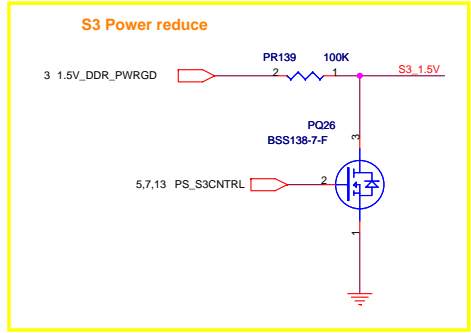 S3 Power reduce
PR139 100K
3 1.5V_DDR_PWRGD 2 1 S3_1.5V
PQ26
BSS138-7-F
3
5,7,13 PS_S3CNTRL 2
1